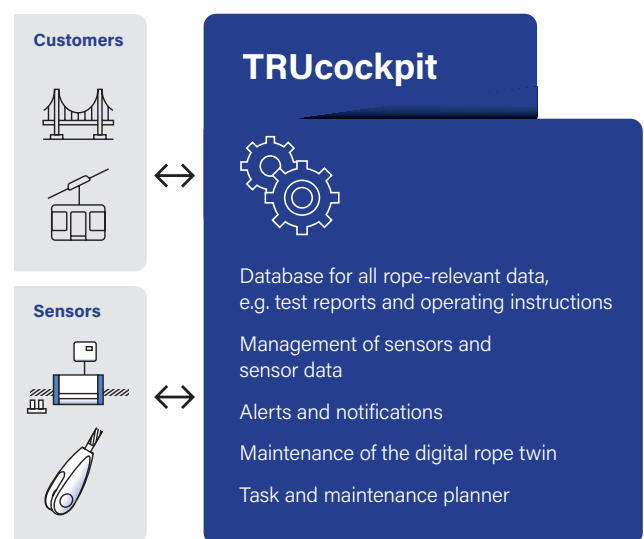 Customers
TRUcockpit
Database for all rope-relevant data,
e.g. test reports and operating instructions
Sensors
Management of sensors and
sensor data
Alerts and notifications
Maintenance of the digital rope twin
Task and maintenance planner